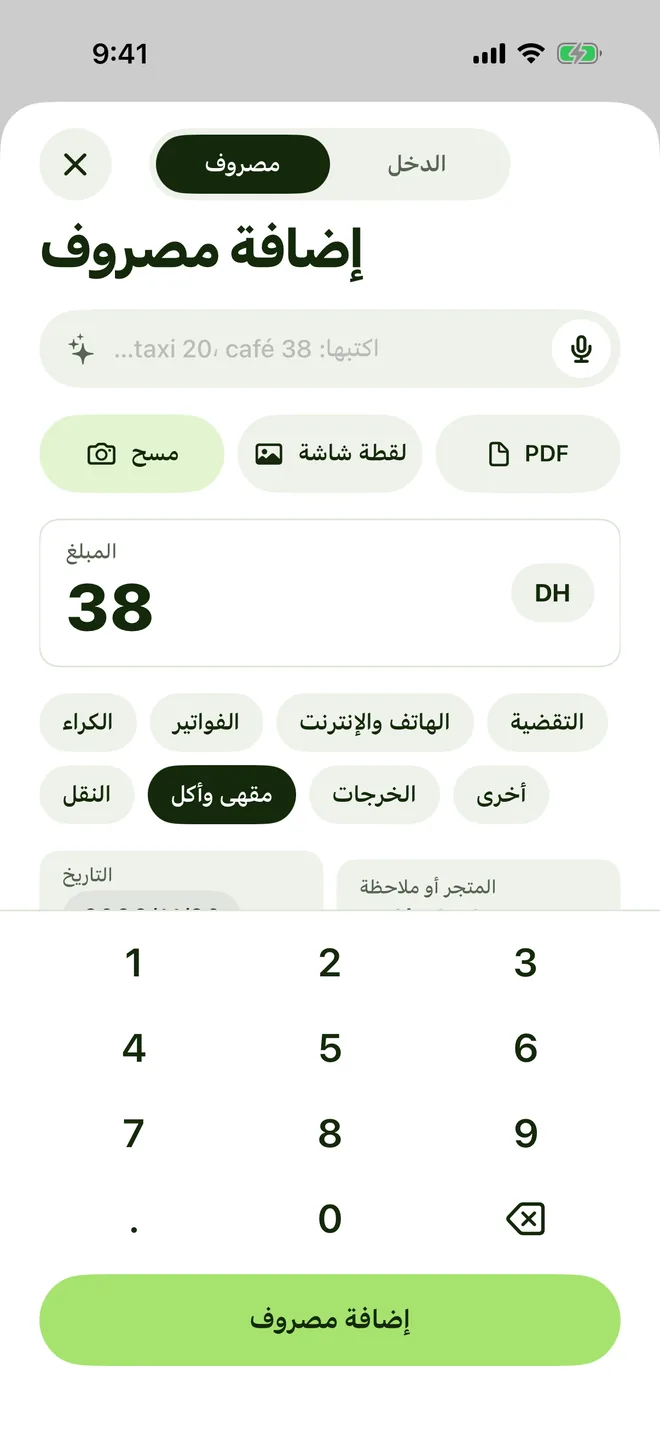 9:41
مصروف
الدخل
إضافة مصروف
اكتبها: taxi 20، café 38...
مسح
لقطة شاشة
PDF
المبلغ
38
DH
الكراء
الفواتير
الهاتف والإنترنت
التقضية
النقل
مقهى وأكل
الخرجات
أخرى
التاريخ
المتجر أو ملاحظة
1 2 3
4 5 6
7 8 9
. 0
إضافة مصروف